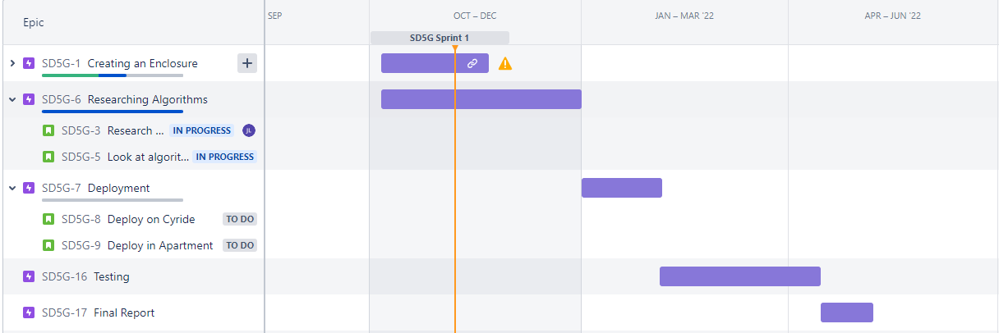 Epic
SEP
OCT – DEC
JAN – MAR '22
APR – JUN '22
SD5G Sprint 1
SD5G-1 Creating an Enclosure
SD5G-6 Researching Algorithms
SD5G-3 Research ... IN PROGRESS JL
SD5G-5 Look at algorit... IN PROGRESS
SD5G-7 Deployment
SD5G-8 Deploy on Cyride TO DO
SD5G-9 Deploy in Apartment TO DO
SD5G-16 Testing
SD5G-17 Final Report